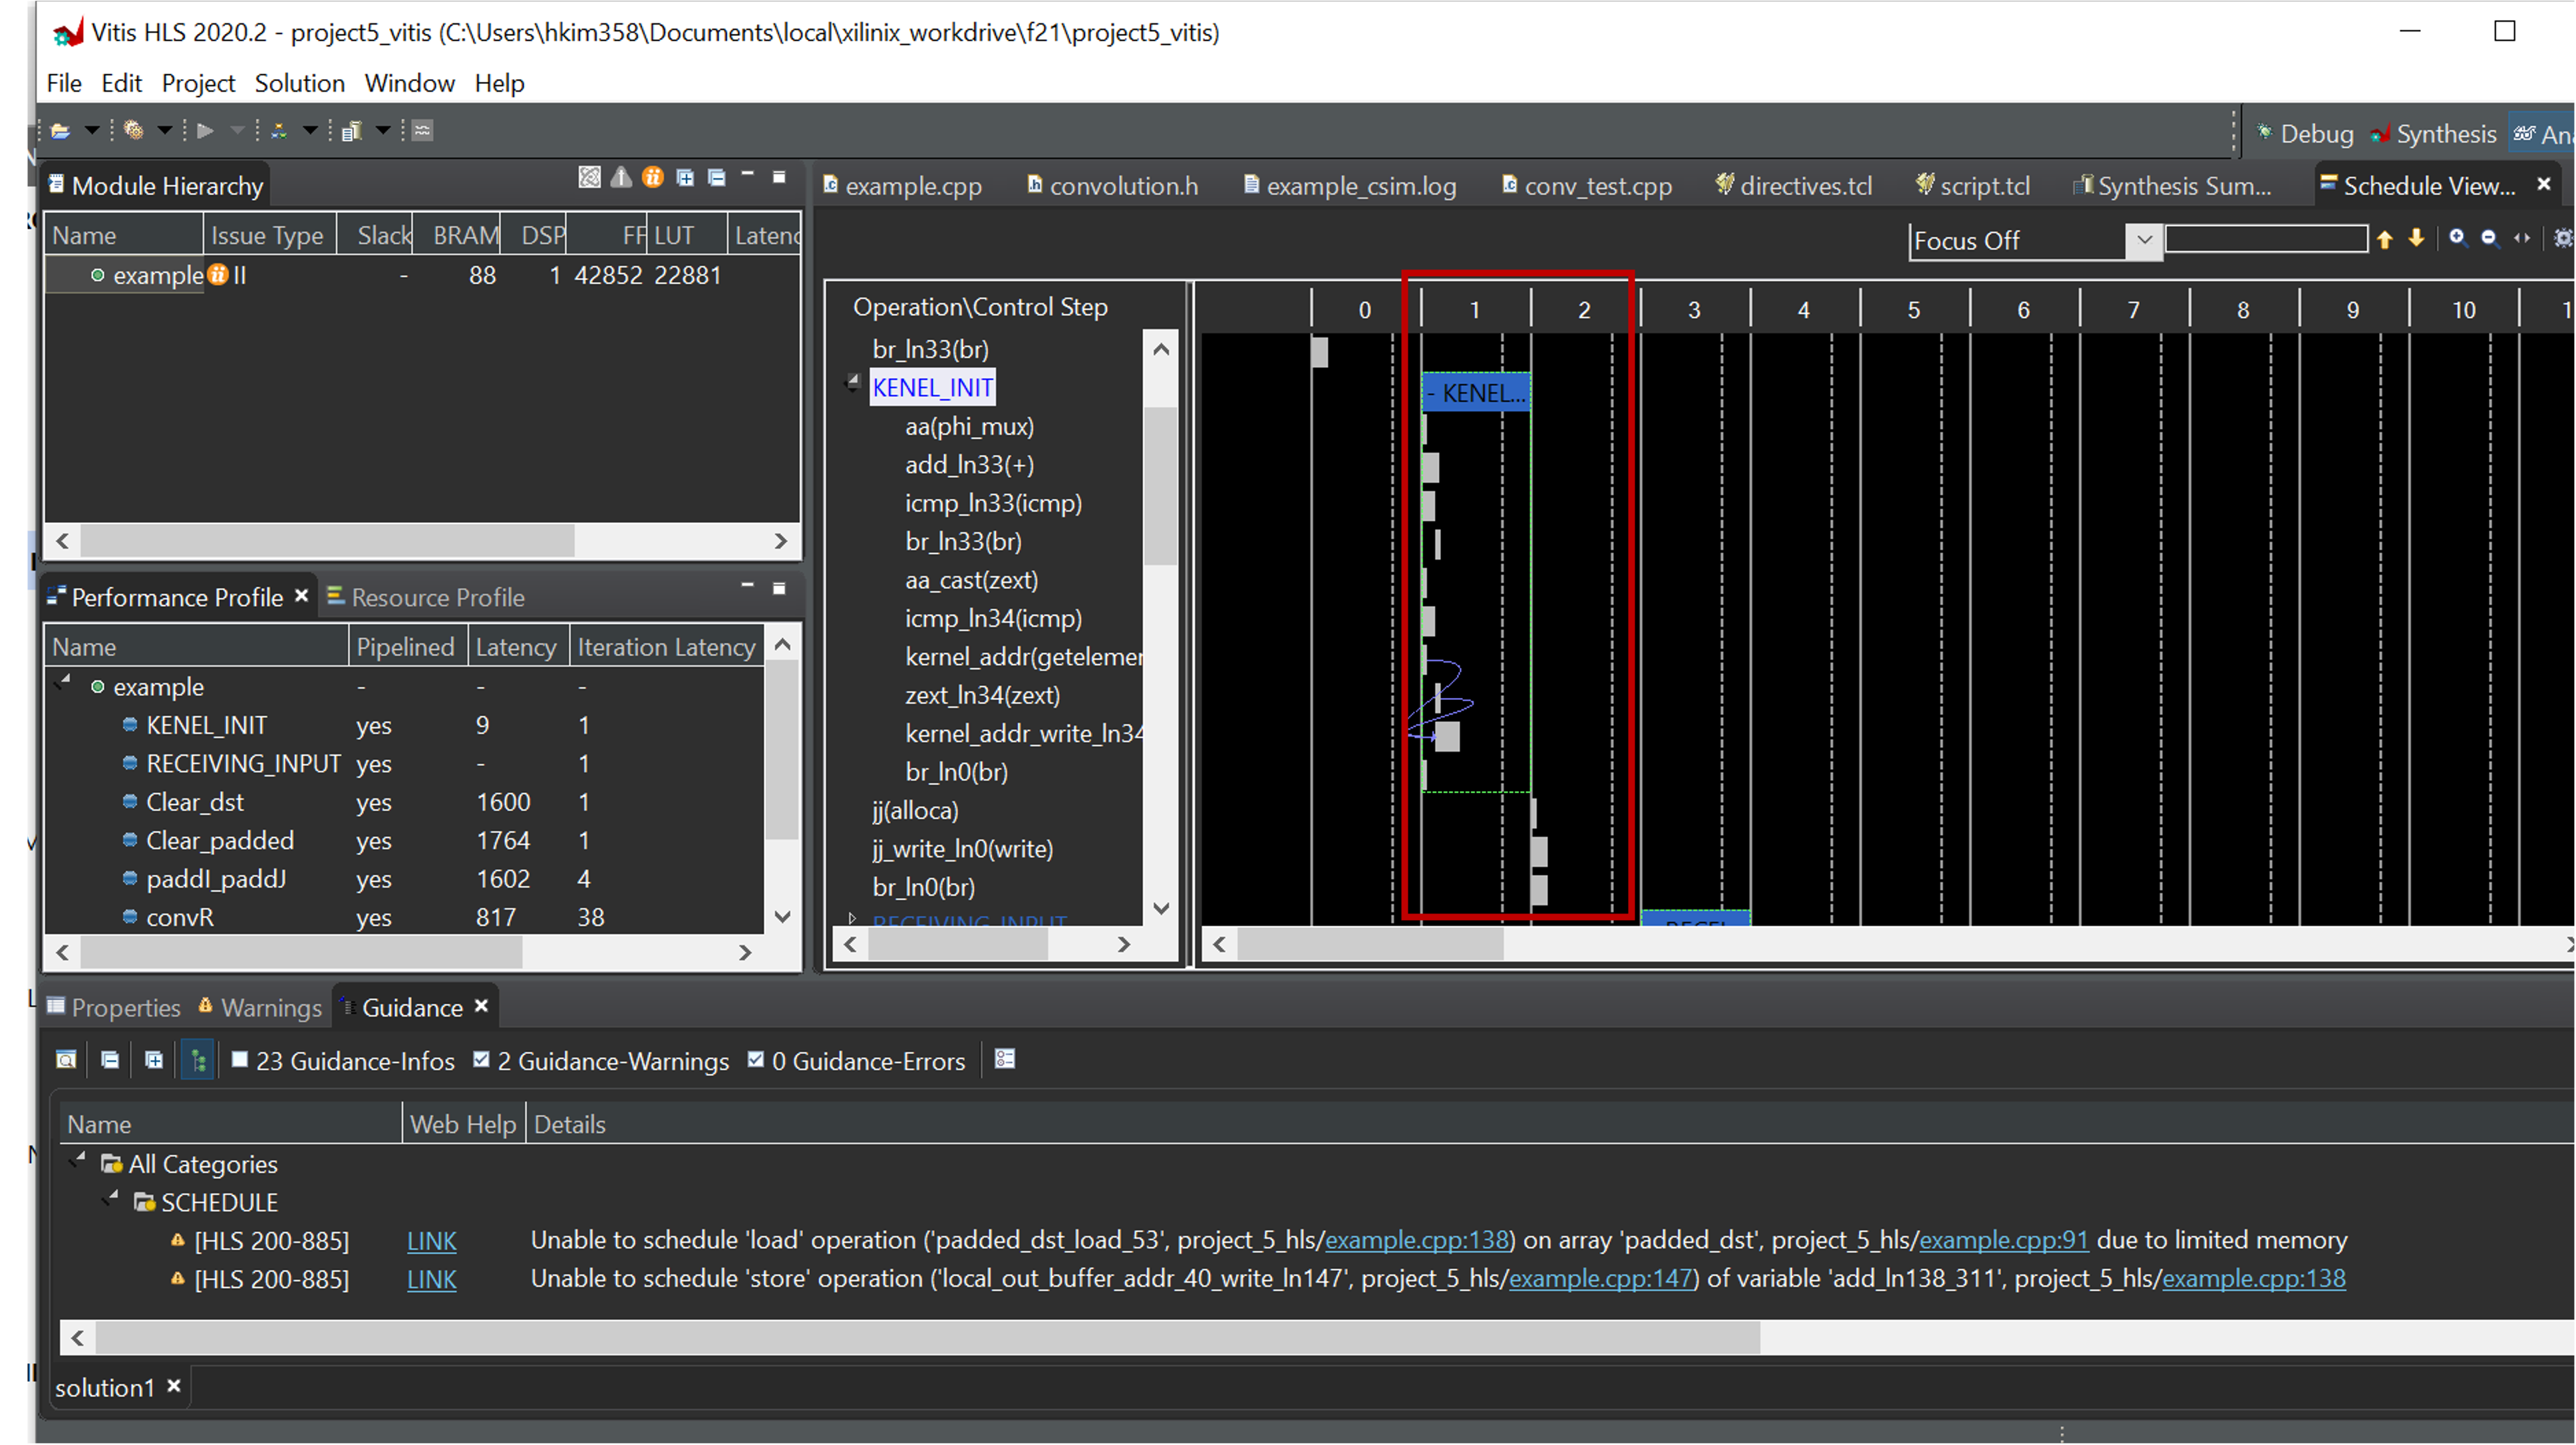 Vitis HLS 2020.2 - project5_vitis (C:\Users\hkim358\Documents\local\xilinix_workdrive\f21\project5_vitis)
File Edit Project Solution Window Help
Debug Synthesis Ana
Module Hierarchy
Name Issue Type Slack BRAM DSP FF LUT Latenc
example II - 88 1 42852 22881
Performance Profile Resource Profile
Name Pipelined Latency Iteration Latency
example - - -
KENEL_INIT yes 9 1
RECEIVING_INPUT yes - 1
Clear_dst yes 1600 1
Clear_padded yes 1764 1
paddI_paddJ yes 1602 4
convR yes 817 38
example.cpp convolution.h example_csim.log conv_test.cpp directives.tcl script.tcl Synthesis Sum... Schedule View...
Focus Off
Operation\Control Step 0 1 2 3 4 5 6 7 8 9 10 1
br_ln33(br)
KENEL_INIT - KENEL...
aa(phi_mux)
add_ln33(+)
icmp_ln33(icmp)
br_ln33(br)
aa_cast(zext)
icmp_ln34(icmp)
kernel_addr(getelemen
zext_ln34(zext)
kernel_addr_write_ln34
br_ln0(br)
jj(alloca)
jj_write_ln0(write)
br_ln0(br)
RECEIVING_INPUT
Properties Warnings Guidance
23 Guidance-Infos 2 Guidance-Warnings 0 Guidance-Errors
Name Web Help Details
All Categories
SCHEDULE
[HLS 200-885] LINK Unable to schedule 'load' operation ('padded_dst_load_53', project_5_hls/example.cpp:138) on array 'padded_dst', project_5_hls/example.cpp:91 due to limited memory
[HLS 200-885] LINK Unable to schedule 'store' operation ('local_out_buffer_addr_40_write_ln147', project_5_hls/example.cpp:147) of variable 'add_ln138_311', project_5_hls/example.cpp:138
solution1